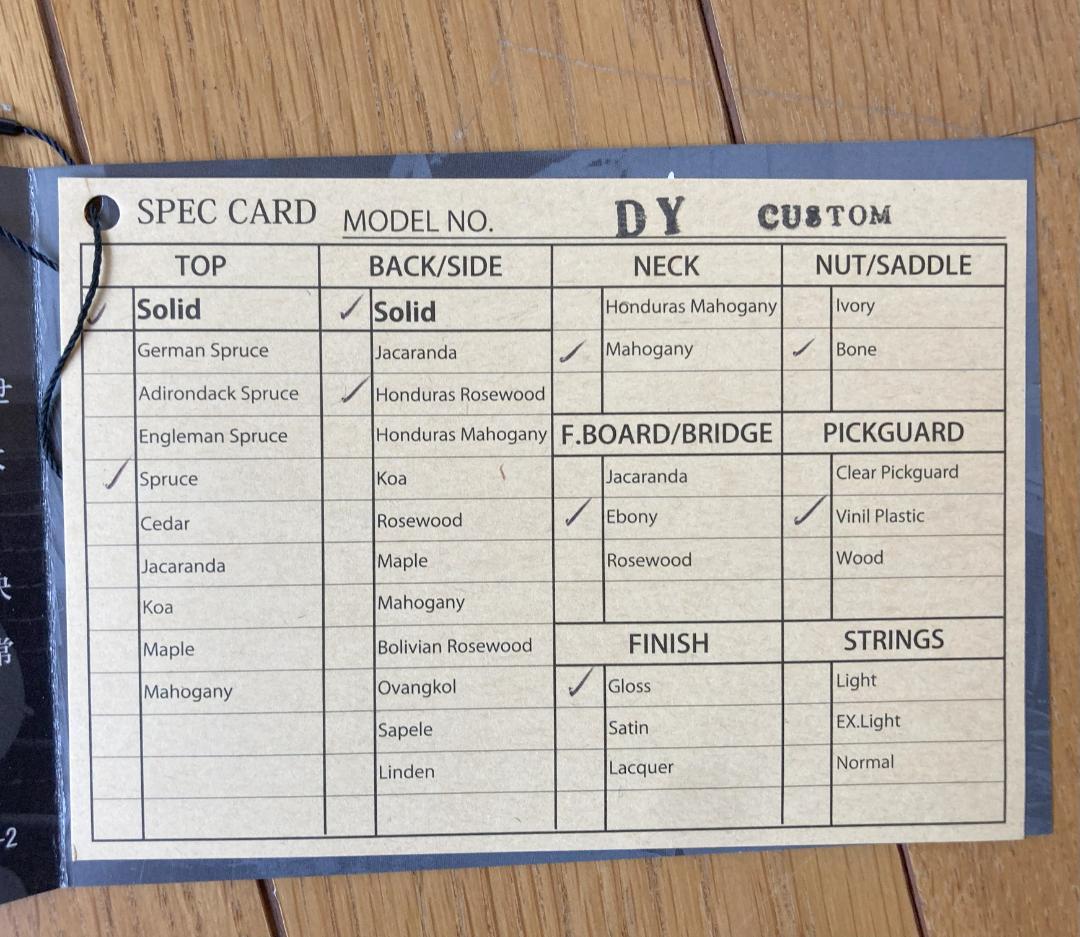 SPEC CARD MODEL NO. DY CUSTOM
TOP
✓ Solid
German Spruce
Adirondack Spruce
Engleman Spruce
✓ Spruce
Cedar
Jacaranda
Koa
Maple
Mahogany
BACK/SIDE
✓ Solid
Jacaranda
✓ Honduras Rosewood
Honduras Mahogany
Koa
Rosewood
Maple
Mahogany
Bolivian Rosewood
Ovangkol
Sapele
Linden
NECK
Honduras Mahogany
✓ Mahogany
F.BOARD/BRIDGE
Jacaranda
✓ Ebony
Rosewood
FINISH
✓ Gloss
Satin
Lacquer
NUT/SADDLE
Ivory
✓ Bone
PICKGUARD
Clear Pickguard
✓ Vinil Plastic
Wood
STRINGS
Light
EX.Light
Normal
常
-2